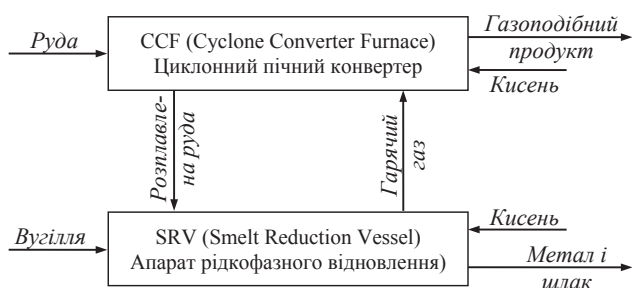 Руда
CCF (Cyclone Converter Furnace)
Циклонний пічний конвертер
Газоподібний
продукт
Кисень
Розплавле-
на руда
Гарячий
газ
Вугілля
SRV (Smelt Reduction Vessel)
Апарат рідкофазного відновлення)
Кисень
Метал і
шлак